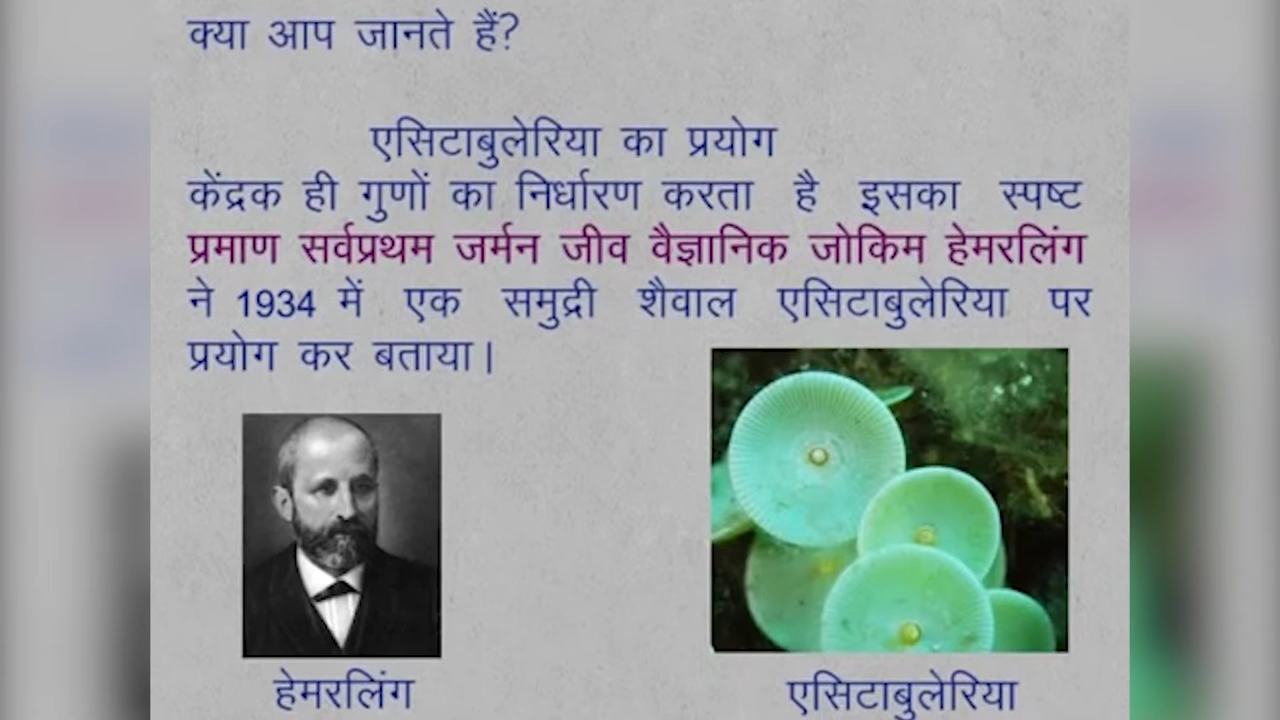 क्या आप जानते हैं?
एसिटाबुलेरिया का प्रयोग
केंद्रक ही गुणों का निर्धारण करता है इसका स्पष्ट
प्रमाण सर्वप्रथम जर्मन जीव वैज्ञानिक जोकिम हेमरलिंग
ने 1934 में एक समुद्री शैवाल एसिटाबुलेरिया पर
प्रयोग कर बताया।
हेमरलिंग
एसिटाबुलेरिया